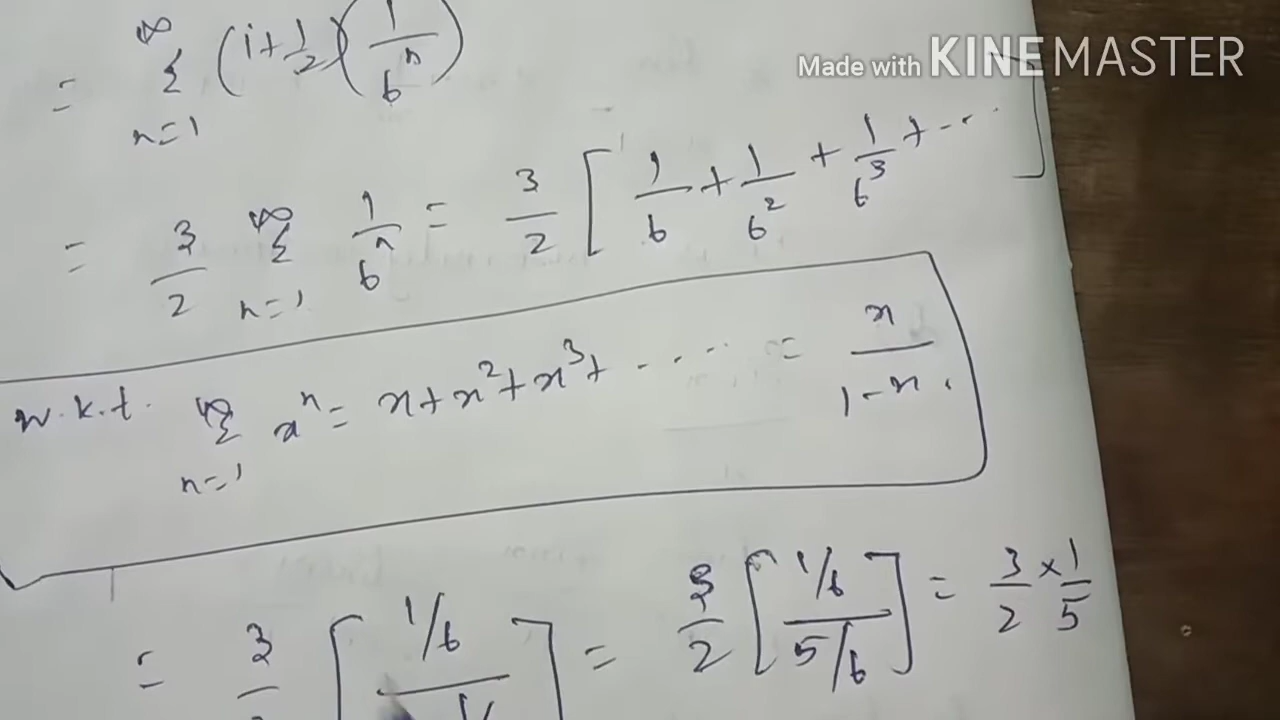 Made with KINEMASTER
= ∞ Σ n=1 (1+1/2)(1/6^n)
= 3/2 ∞ Σ n=1 1/6^n = 3/2 [1/6 + 1/6^2 + 1/6^3 + ....]
w.k.t. ∞ Σ n=1 x^n = x+x^2+x^3+ ..... = x/1-x.
= 3/2 [1/6 = 3/2 [1/6 / 5/6] = 3/2 × 1/5